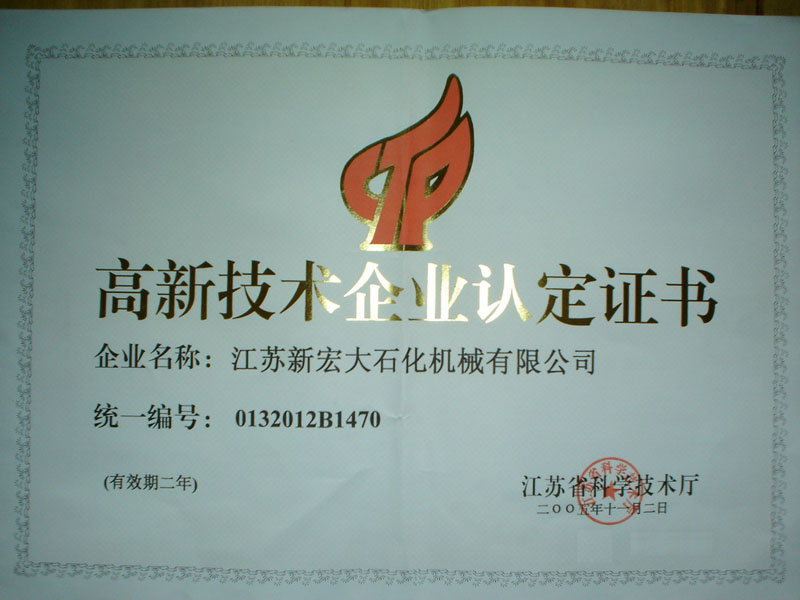 高新技术企业认定证书
企业名称：江苏新宏大石化机械有限公司
统一编号：0132012B1470
(有效期二年)
江苏省科学技术厅
二〇〇五年十一月二日